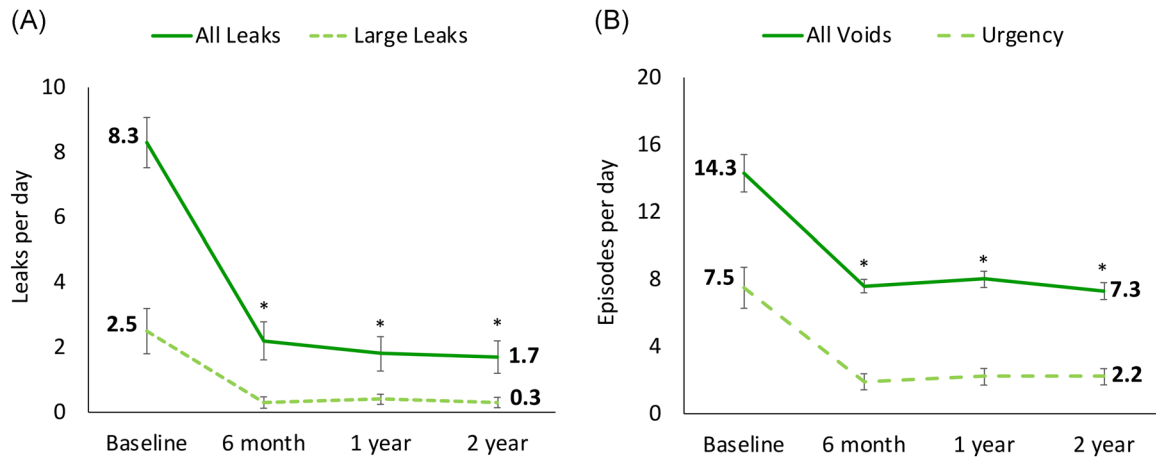 (A)
All Leaks
Large Leaks
Leaks per day
10
8
6
4
2
0
8.3
2.5
*
*
*
1.7
0.3
Baseline
6 month
1 year
2 year
(B)
All Voids
Urgency
Episodes per day
20
16
12
8
4
0
14.3
7.5
*
*
*
7.3
2.2
Baseline
6 month
1 year
2 year